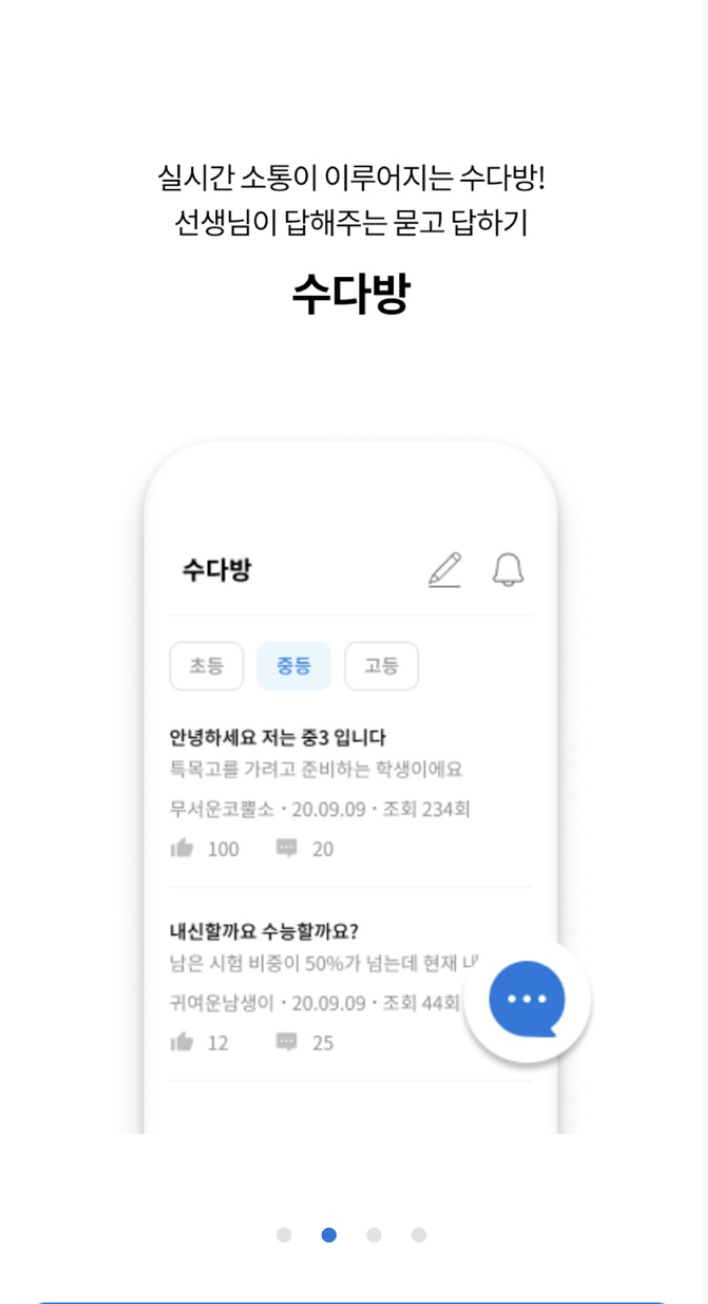 실시간 소통이 이루어지는 수다방!
선생님이 답해주는 묻고 답하기
수다방
수다방
초등 중등 고등
안녕하세요 저는 중3 입니다
특목고를 가려고 준비하는 학생이에요
무서운코뿔소 · 20.09.09 · 조회 234회
100 20
내신할까요 수능할까요?
남은 시험 비중이 50%가 넘는데 현재
귀여운남생이 · 20.09.09 · 조회 44회
12 25